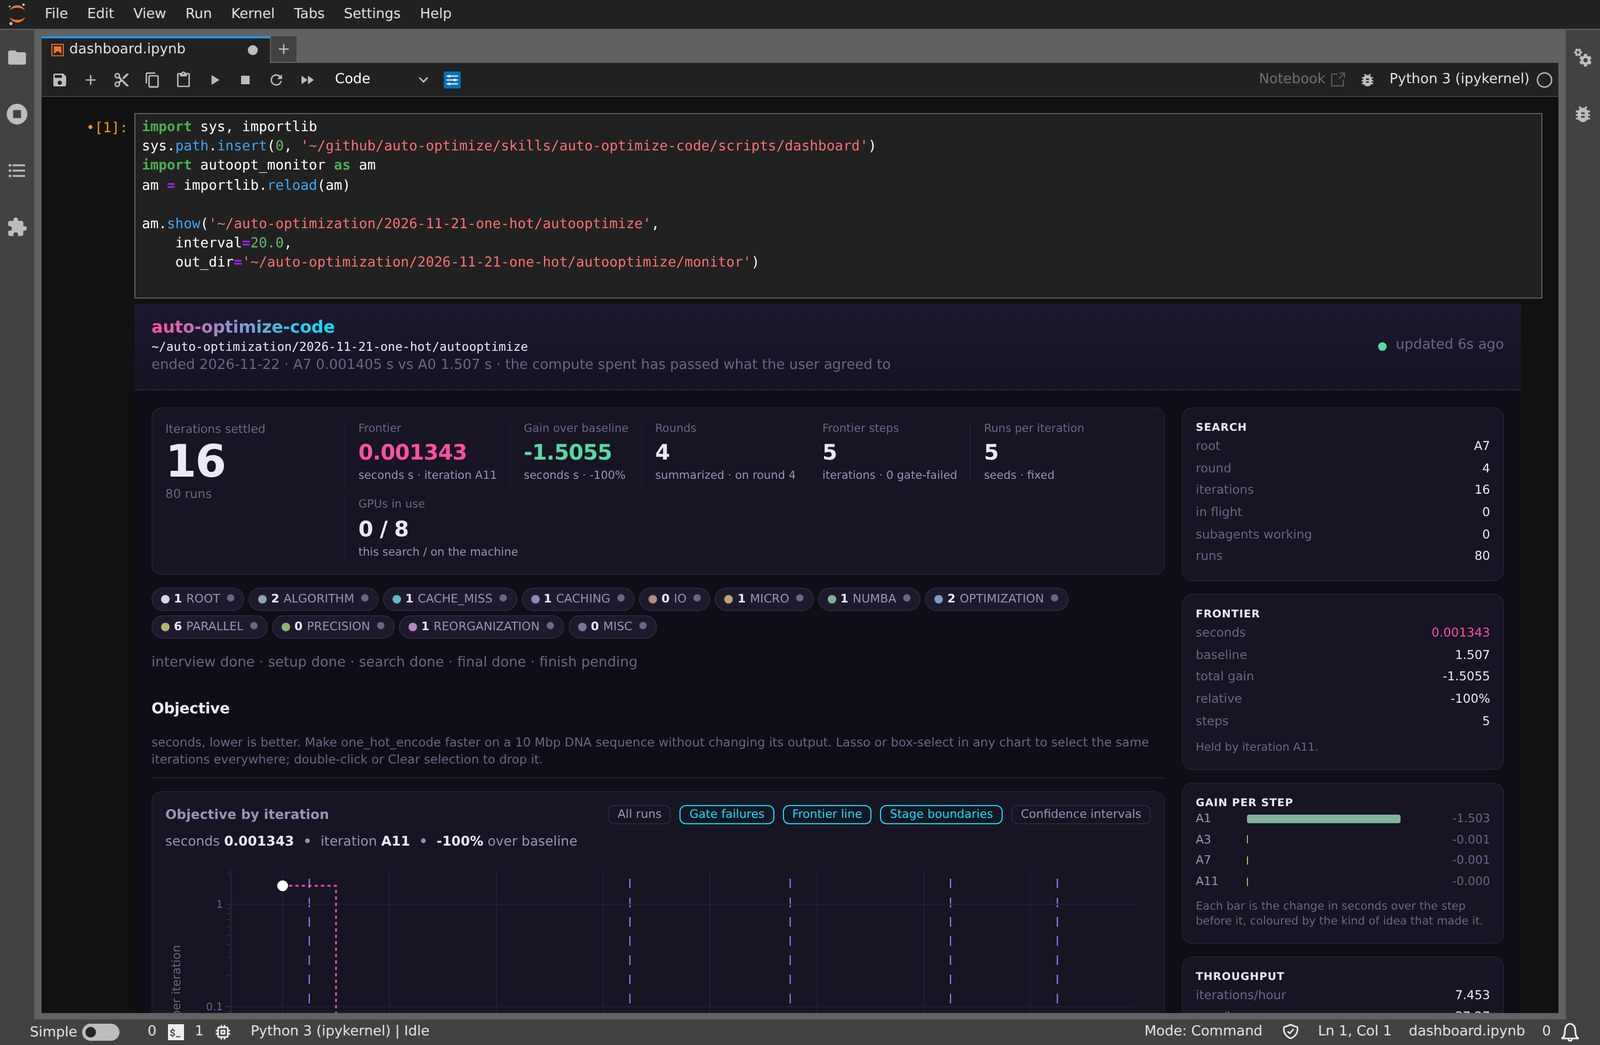 File Edit View Run Kernel Tabs Settings Help
dashboard.ipynb
Code
Notebook
Python 3 (ipykernel)
[1]:
import sys, importlib
sys.path.insert(0, '~/github/auto-optimize/skills/auto-optimize-code/scripts/dashboard')
import autoopt_monitor as am
am = importlib.reload(am)
am.show('~/auto-optimization/2026-11-21-one-hot/autooptimize',
interval=20.0,
out_dir='~/auto-optimization/2026-11-21-one-hot/autooptimize/monitor')
auto-optimize-code
~/auto-optimization/2026-11-21-one-hot/autooptimize
ended 2026-11-22 · A7 0.001405 s vs A0 1.507 s · the compute spent has passed what the user agreed to
updated 6s ago
Iterations settled
16
80 runs
Frontier
0.001343
seconds s · iteration A11
Gain over baseline
-1.5055
seconds s · -100%
Rounds
4
summarized · on round 4
Frontier steps
5
iterations · 0 gate-failed
Runs per iteration
5
seeds · fixed
GPUs in use
0 / 8
this search / on the machine
1 ROOT
2 ALGORITHM
1 CACHE_MISS
1 CACHING
0 IO
1 MICRO
1 NUMBA
2 OPTIMIZATION
6 PARALLEL
0 PRECISION
1 REORGANIZATION
0 MISC
interview done · setup done · search done · final done · finish pending
Objective
seconds, lower is better. Make one_hot_encode faster on a 10 Mbp DNA sequence without changing its output. Lasso or box-select in any chart to select the same
iterations everywhere; double-click or Clear selection to drop it.
Objective by iteration
All runs
Gate failures
Frontier line
Stage boundaries
Confidence intervals
seconds 0.001343 • iteration A11 • -100% over baseline
1
0.1
per iteration
SEARCH
root A7
round 4
iterations 16
in flight 0
subagents working 0
runs 80
FRONTIER
seconds 0.001343
baseline 1.507
total gain -1.5055
relative -100%
steps 5
Held by iteration A11.
GAIN PER STEP
A1 -1.503
A3 -0.001
A7 -0.001
A11 -0.000
Each bar is the change in seconds over the step
before it, coloured by the kind of idea that made it.
THROUGHPUT
iterations/hour 7.453
Simple 0 1 Python 3 (ipykernel) | Idle
Mode: Command Ln 1, Col 1 dashboard.ipynb 0